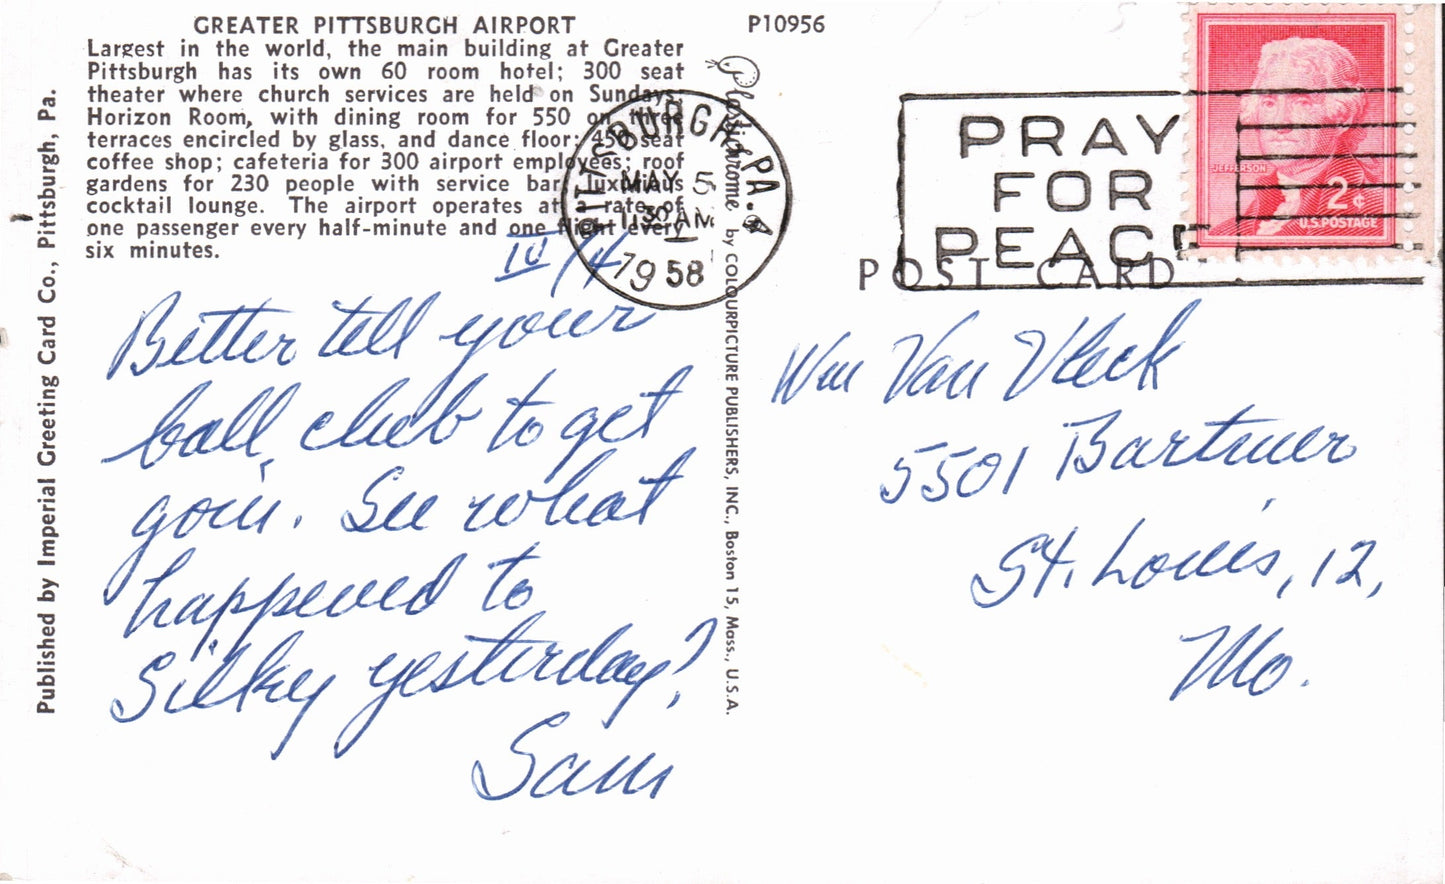 GREATER PITTSBURGH AIRPORT
Largest in the world, the main building at Greater
Pittsburgh has its own 60 room hotel; 300 seat
theater where church services are held on Sundays.
Horizon Room, with dining room for 550 on three
terraces encircled by glass, and dance floor; 450 seat
coffee shop; cafeteria for 300 airport employees; roof
gardens for 230 people with service bar, luxurious
cocktail lounge. The airport operates at rate of
one passenger every half-minute and one flight every
six minutes.
Better tell your
ball club to get
goin. See what
happened to
Silky yesterday?
Sam
Published by Imperial Greeting Card Co., Pittsburgh, Pa.
Plastichrome by COLOURPICTURE PUBLISHERS, INC., Boston 15, Mass., U.S.A.
P10956
PITTSBURGH, PA.
MAY 5
11 30 AM
1958
PRAY
FOR
PEACE
JEFFERSON
2¢
U.S. POSTAGE
POST CARD
Wm Van Vleck
5501 Bartmer
St. Louis, 12,
Mo.